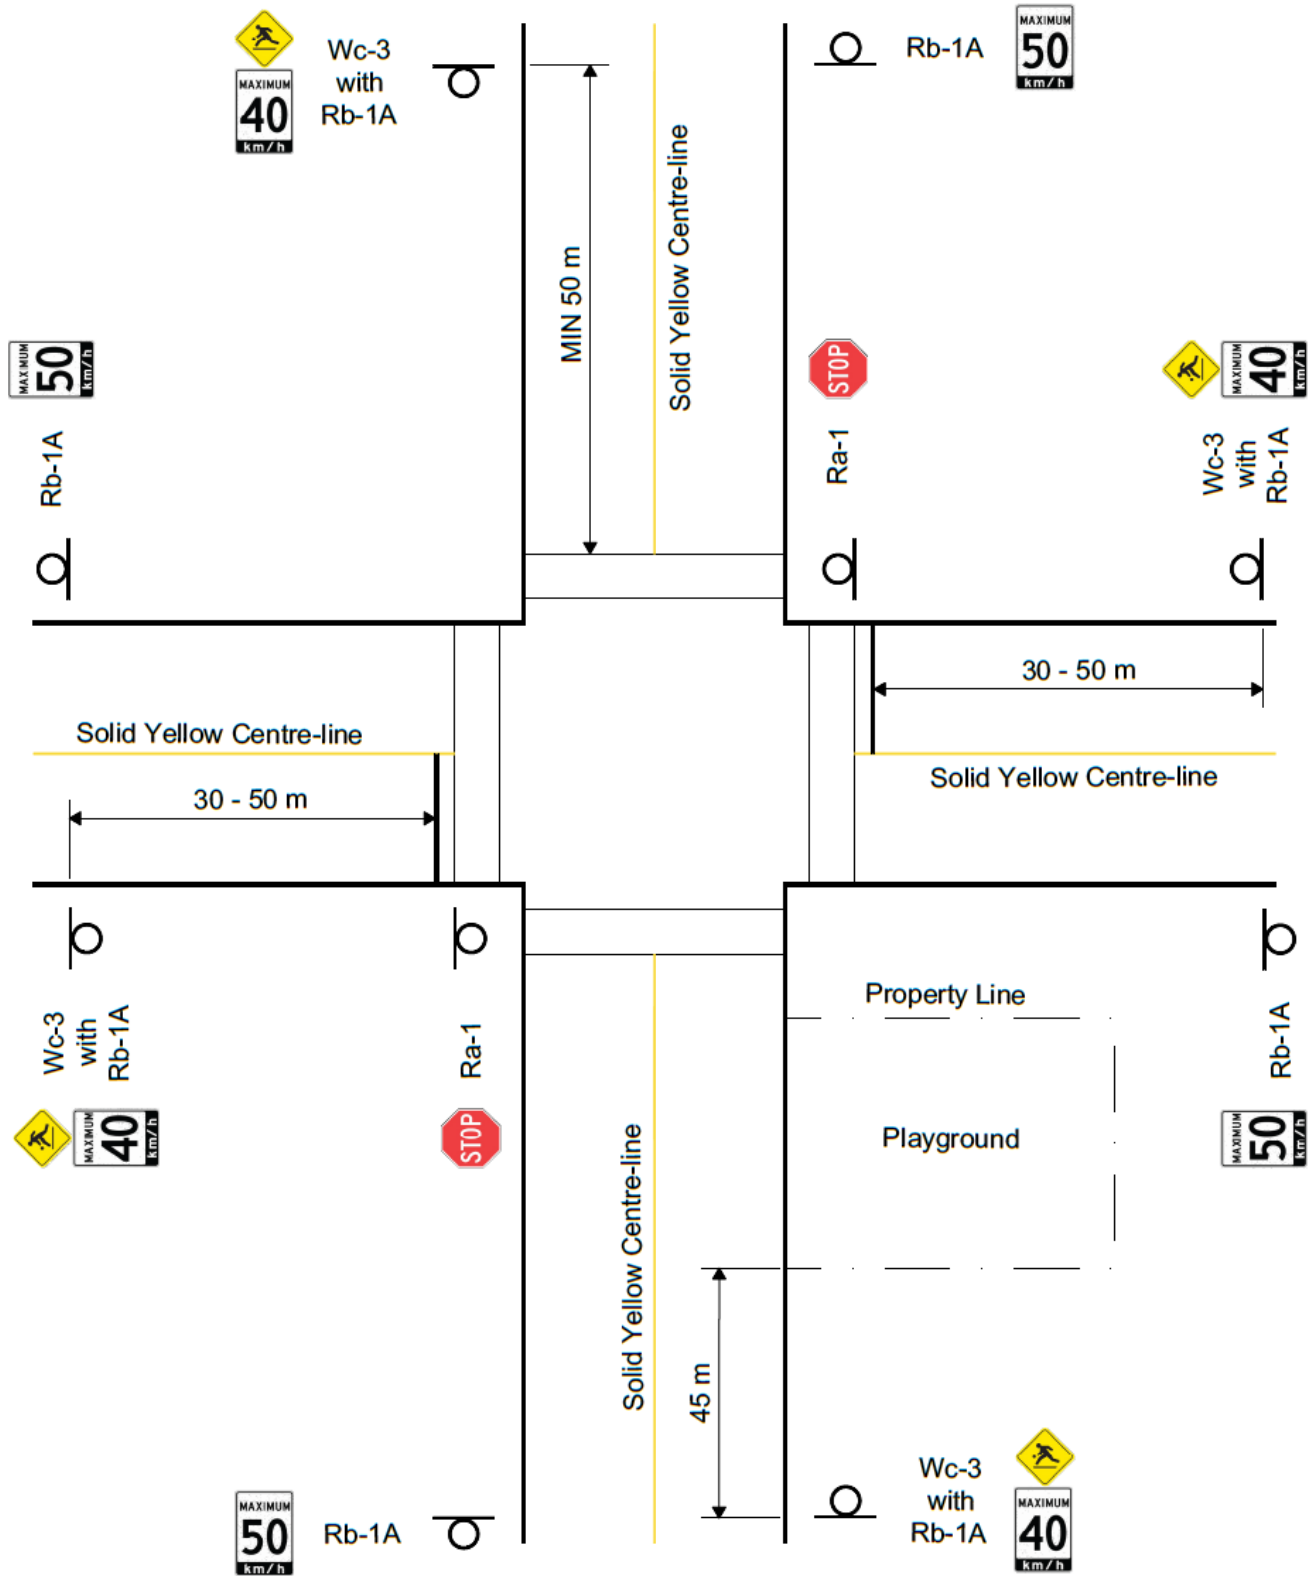 Wc-3
with
Rb-1A
MAXIMUM
40
km/h
Rb-1A
MAXIMUM
50
km/h
MIN 50 m
Solid Yellow Centre-line
MAXIMUM
50
km/h
Rb-1A
STOP
Ra-1
MAXIMUM
40
km/h
Wc-3
with
Rb-1A
30 - 50 m
Solid Yellow Centre-line
Solid Yellow Centre-line
30 - 50 m
Wc-3
with
Rb-1A
MAXIMUM
40
km/h
Ra-1
STOP
Property Line
Playground
Rb-1A
MAXIMUM
50
km/h
Solid Yellow Centre-line
45 m
MAXIMUM
50
km/h
Rb-1A
Wc-3
with
Rb-1A
MAXIMUM
40
km/h